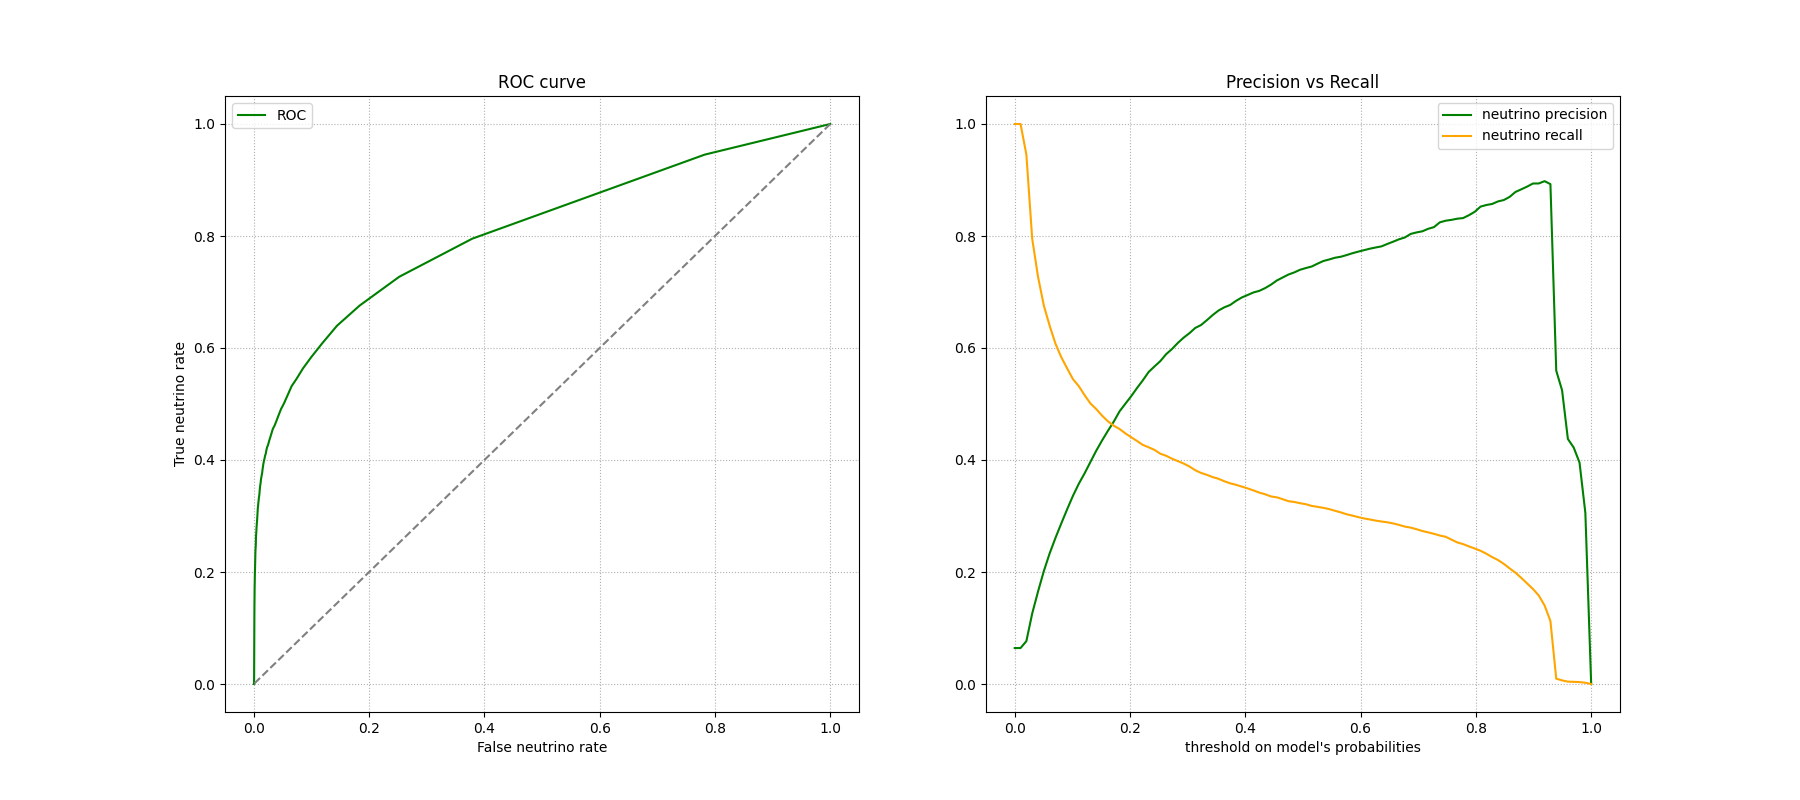 ROC curve
ROC
1.0
0.8
0.6
0.4
0.2
0.0
True neutrino rate
0.0 0.2 0.4 0.6 0.8 1.0
False neutrino rate
Precision vs Recall
neutrino precision
neutrino recall
1.0
0.8
0.6
0.4
0.2
0.0
0.0 0.2 0.4 0.6 0.8 1.0
threshold on model's probabilities